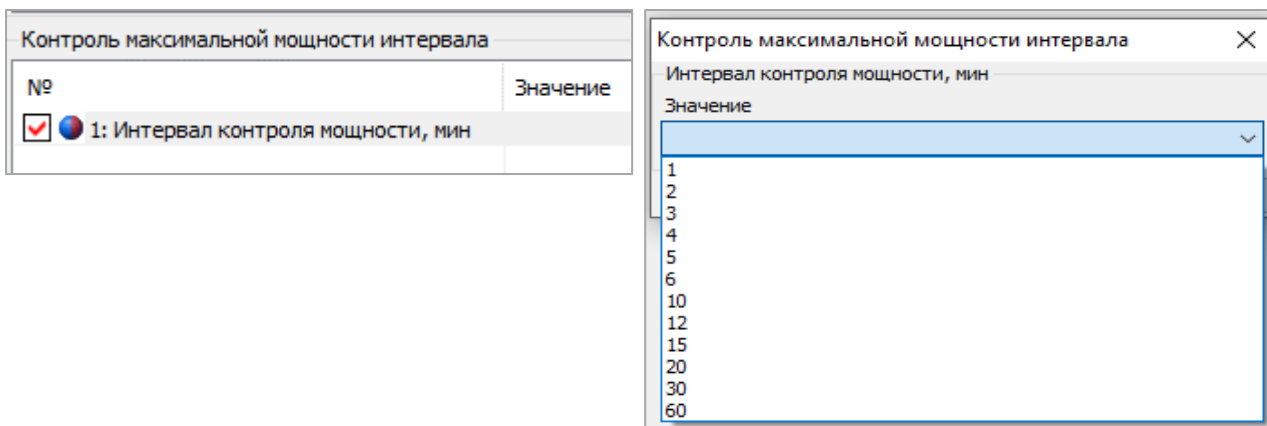 Контроль максимальной мощности интервала
№ Значение
1: Интервал контроля мощности, мин
Контроль максимальной мощности интервала
Интервал контроля мощности, мин
Значение
1
2
3
4
5
6
10
12
15
20
30
60